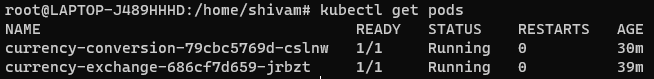 root@LAPTOP-J489HHHD:/home/shivam# kubectl get pods
NAME READY STATUS RESTARTS AGE
currency-conversion-79cbc5769d-cslnw 1/1 Running 0 30m
currency-exchange-686cf7d659-jrbzt 1/1 Running 0 39m